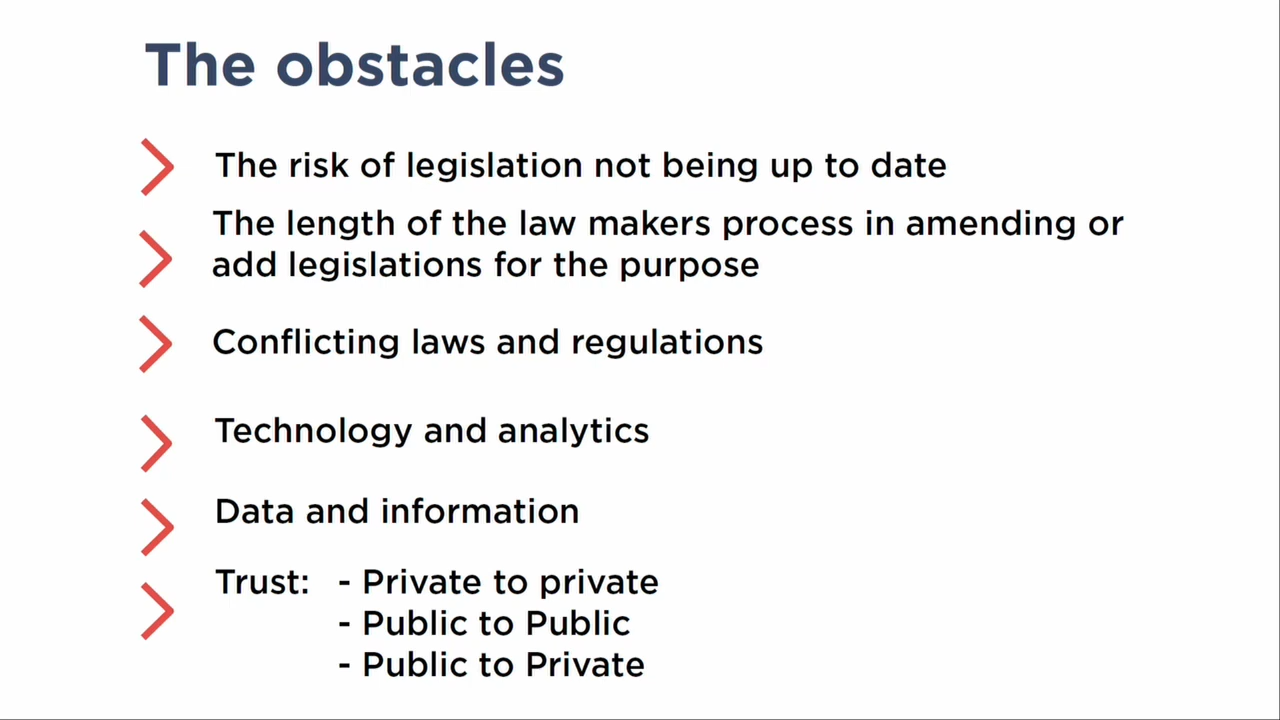 The obstacles
The risk of legislation not being up to date
The length of the law makers process in amending or
add legislations for the purpose
Conflicting laws and regulations
Technology and analytics
Data and information
Trust: - Private to private
- Public to Public
- Public to Private